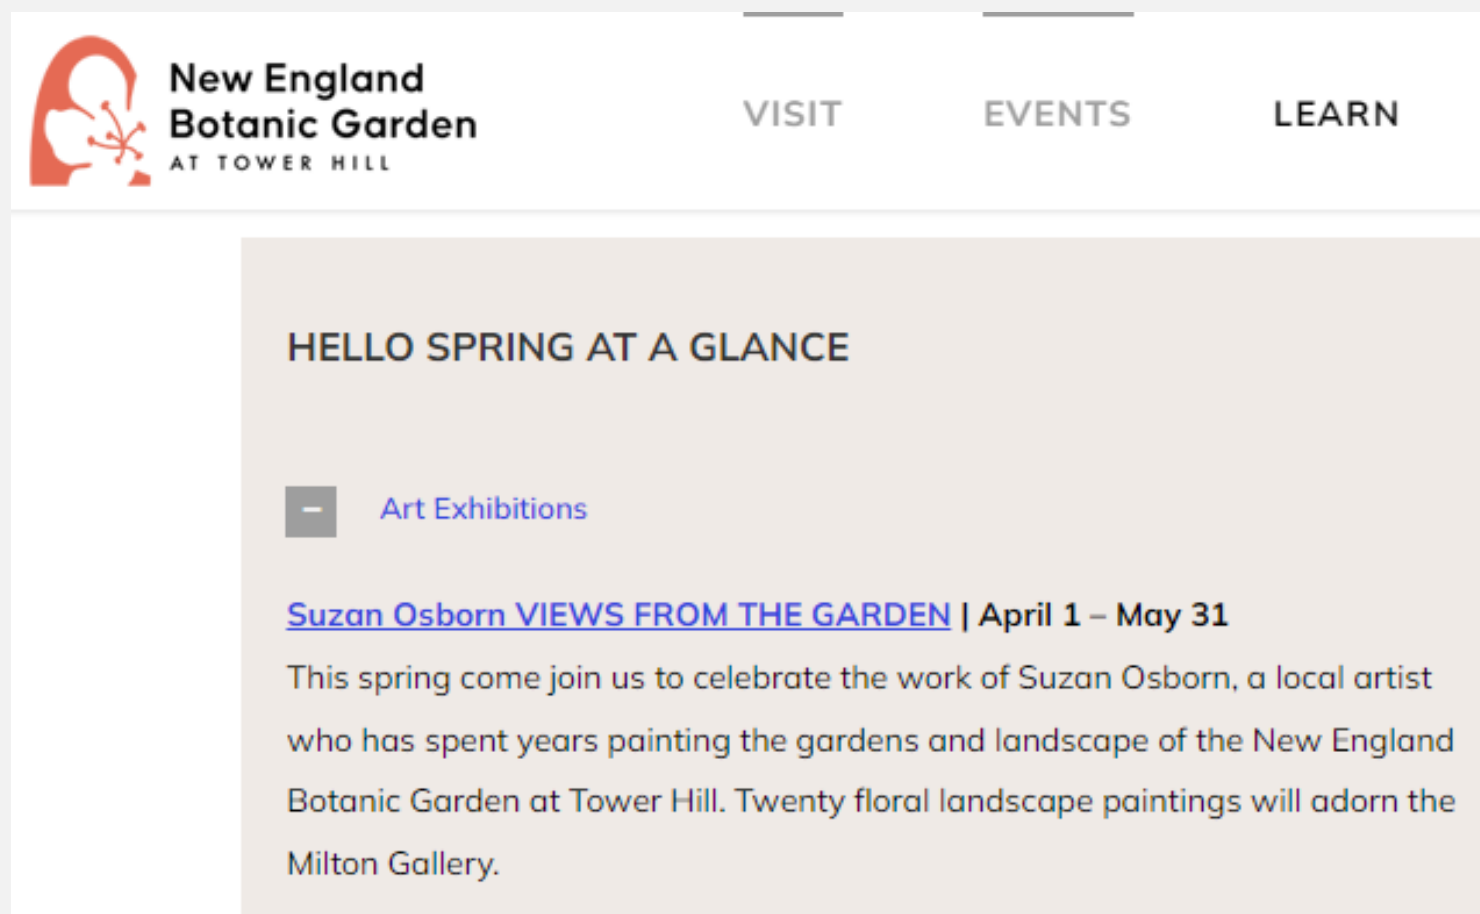 New England
Botanic Garden
AT TOWER HILL
VISIT
EVENTS
LEARN
HELLO SPRING AT A GLANCE
Art Exhibitions
Suzan Osborn VIEWS FROM THE GARDEN | April 1 – May 31
This spring come join us to celebrate the work of Suzan Osborn, a local artist
who has spent years painting the gardens and landscape of the New England
Botanic Garden at Tower Hill. Twenty floral landscape paintings will adorn the
Milton Gallery.